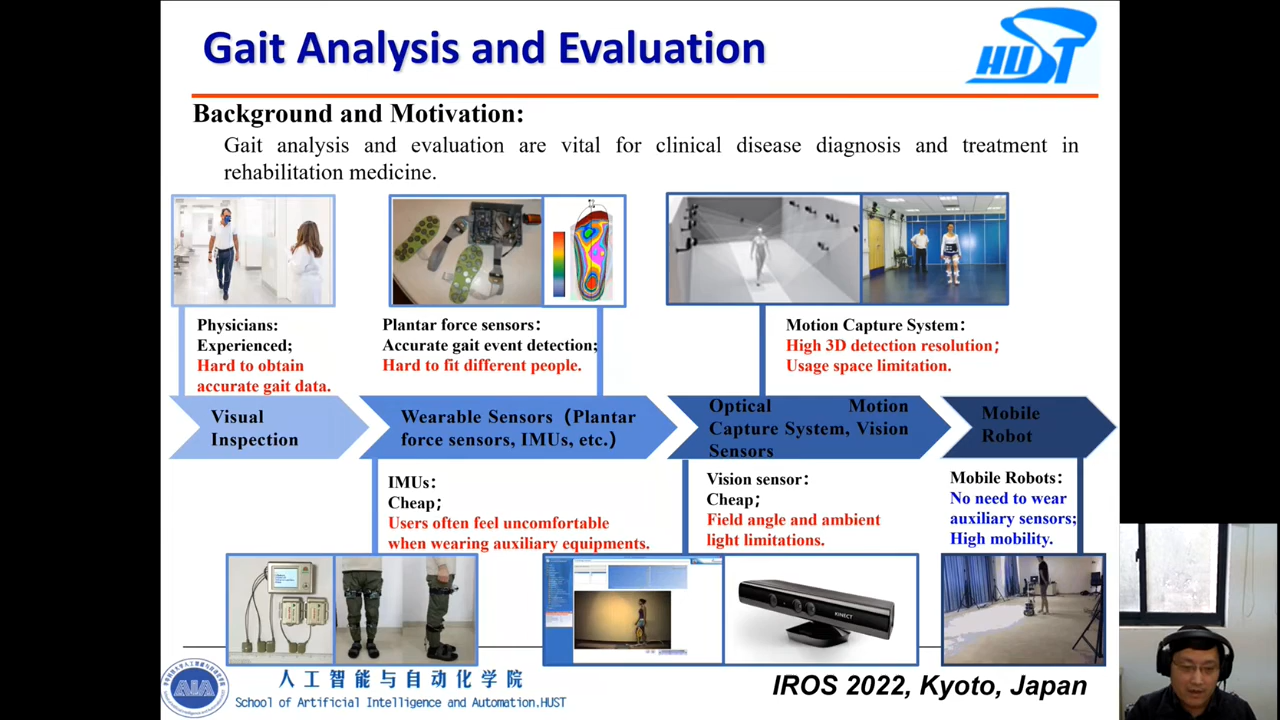 Gait Analysis and Evaluation
HUST
Background and Motivation:
Gait analysis and evaluation are vital for clinical disease diagnosis and treatment in
rehabilitation medicine.
Physicians:
Experienced;
Hard to obtain
accurate gait data.
Plantar force sensors：
Accurate gait event detection;
Hard to fit different people.
Motion Capture System：
High 3D detection resolution；
Usage space limitation.
Visual
Inspection
Wearable Sensors（Plantar
force sensors, IMUs, etc.）
Optical Motion
Capture System, Vision
Sensors
Mobile
Robot
IMUs：
Cheap；
Users often feel uncomfortable
when wearing auxiliary equipments.
Vision sensor：
Cheap；
Field angle and ambient
light limitations.
Mobile Robots：
No need to wear
auxiliary sensors;
High mobility.
KINECT
AIA
人工智能与自动化学院
School of Artificial Intelligence and Automation.HUST
IROS 2022, Kyoto, Japan